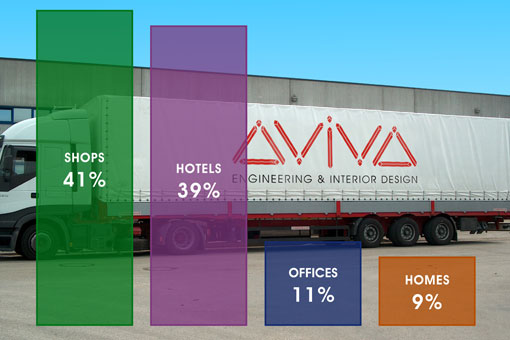 SHOPS
41%
HOTELS
39%
OFFICES
11%
HOMES
9%
AVIVA
ENGINEERING & INTERIOR DESIGN